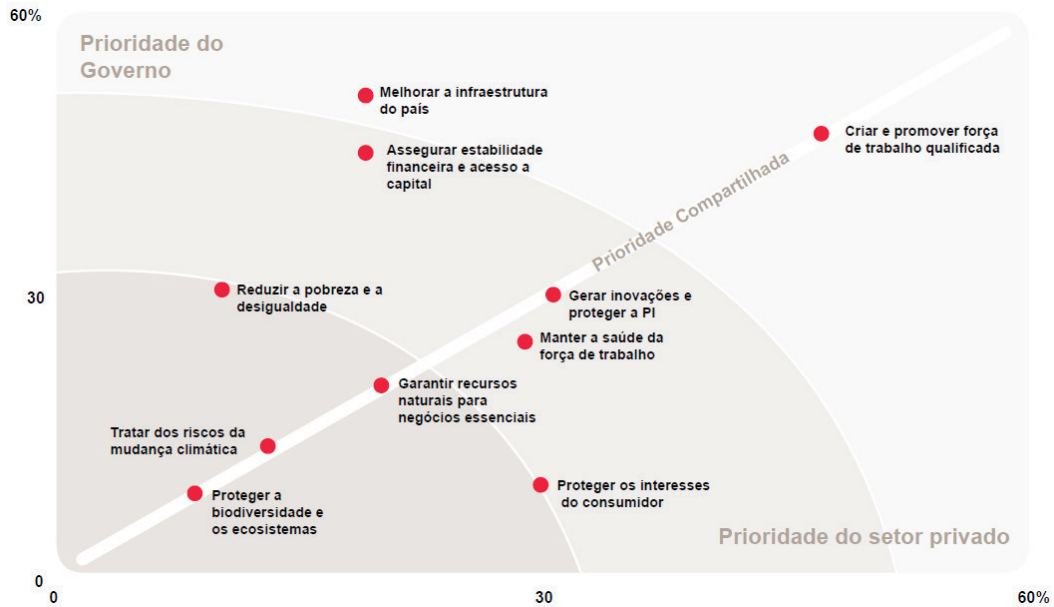 60%
Prioridade do
Governo
Melhorar a infraestrutura
do país
Assegurar estabilidade
financeira e acesso a
capital
Criar e promover força
de trabalho qualificada
Prioridade Compartilhada
30
Reduzir a pobreza e a
desigualdade
Gerar inovações e
proteger a PI
Manter a saúde da
força de trabalho
Garantir recursos
naturais para
negócios essenciais
Tratar dos riscos da
mudança climática
Proteger a
biodiversidade e
os ecosistemas
Proteger os interesses
do consumidor
Prioridade do setor privado
0
0
30
60%